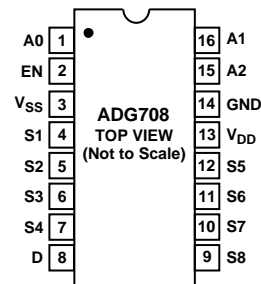 A0 1 16 A1
EN 2 15 A2
VSS 3 14 GND
ADG708
S1 4 TOP VIEW 13 VDD
(Not to Scale)
S2 5 12 S5
S3 6 11 S6
S4 7 10 S7
D 8 9 S8